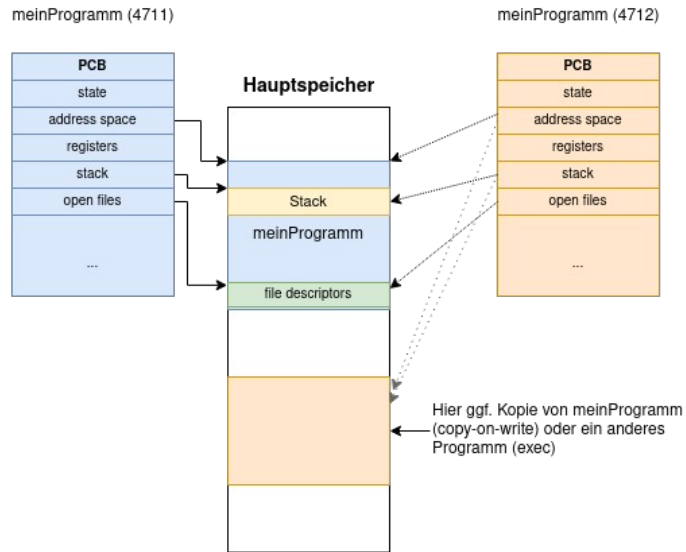 meinProgramm (4711)
PCB
state
address space
registers
stack
open files
...
Hauptspeicher
Stack
meinProgramm
file descriptors
meinProgramm (4712)
PCB
state
address space
registers
stack
open files
...
Hier ggf. Kopie von meinProgramm
(copy-on-write) oder ein anderes
Programm (exec)